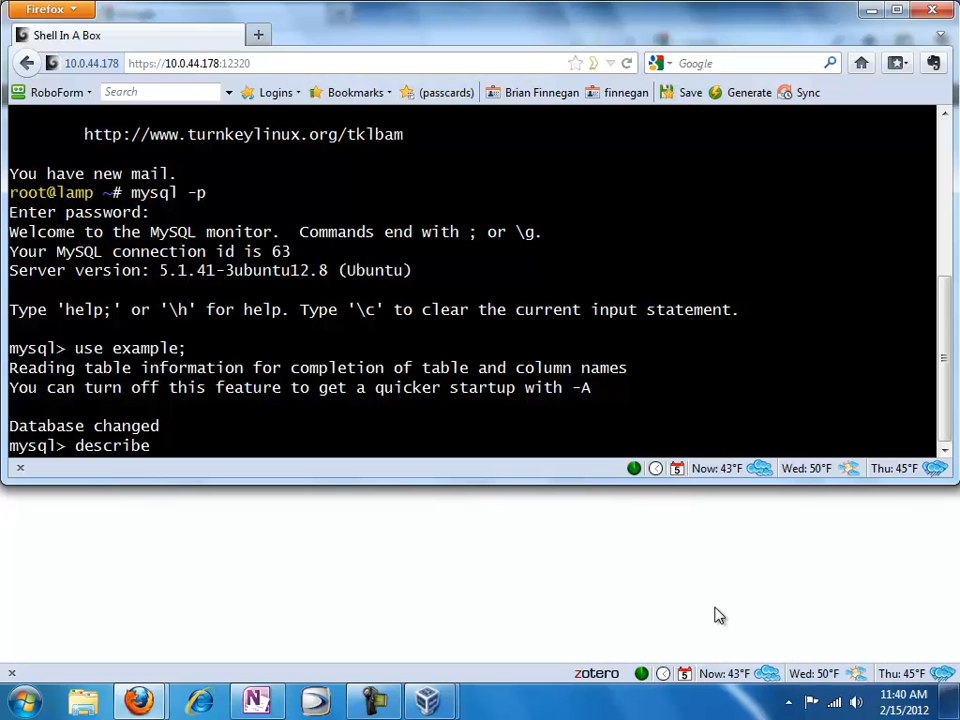 Firefox
Shell In A Box
10.0.44.178 https://10.0.44.178:12320 Google
RoboForm Search Logins Bookmarks (passcards) Brian Finnegan finnegan Save Generate Sync
http://www.turnkeylinux.org/tklbam
You have new mail.
root@lamp ~# mysql -p
Enter password:
Welcome to the MySQL monitor.  Commands end with ; or \g.
Your MySQL connection id is 63
Server version: 5.1.41-3ubuntu12.8 (Ubuntu)
Type 'help;' or '\h' for help. Type '\c' to clear the current input statement.
mysql> use example;
Reading table information for completion of table and column names
You can turn off this feature to get a quicker startup with -A
Database changed
mysql> describe
5 Now: 43°F Wed: 50°F Thu: 45°F
zotero 5 Now: 43°F Wed: 50°F Thu: 45°F
11:40 AM
2/15/2012